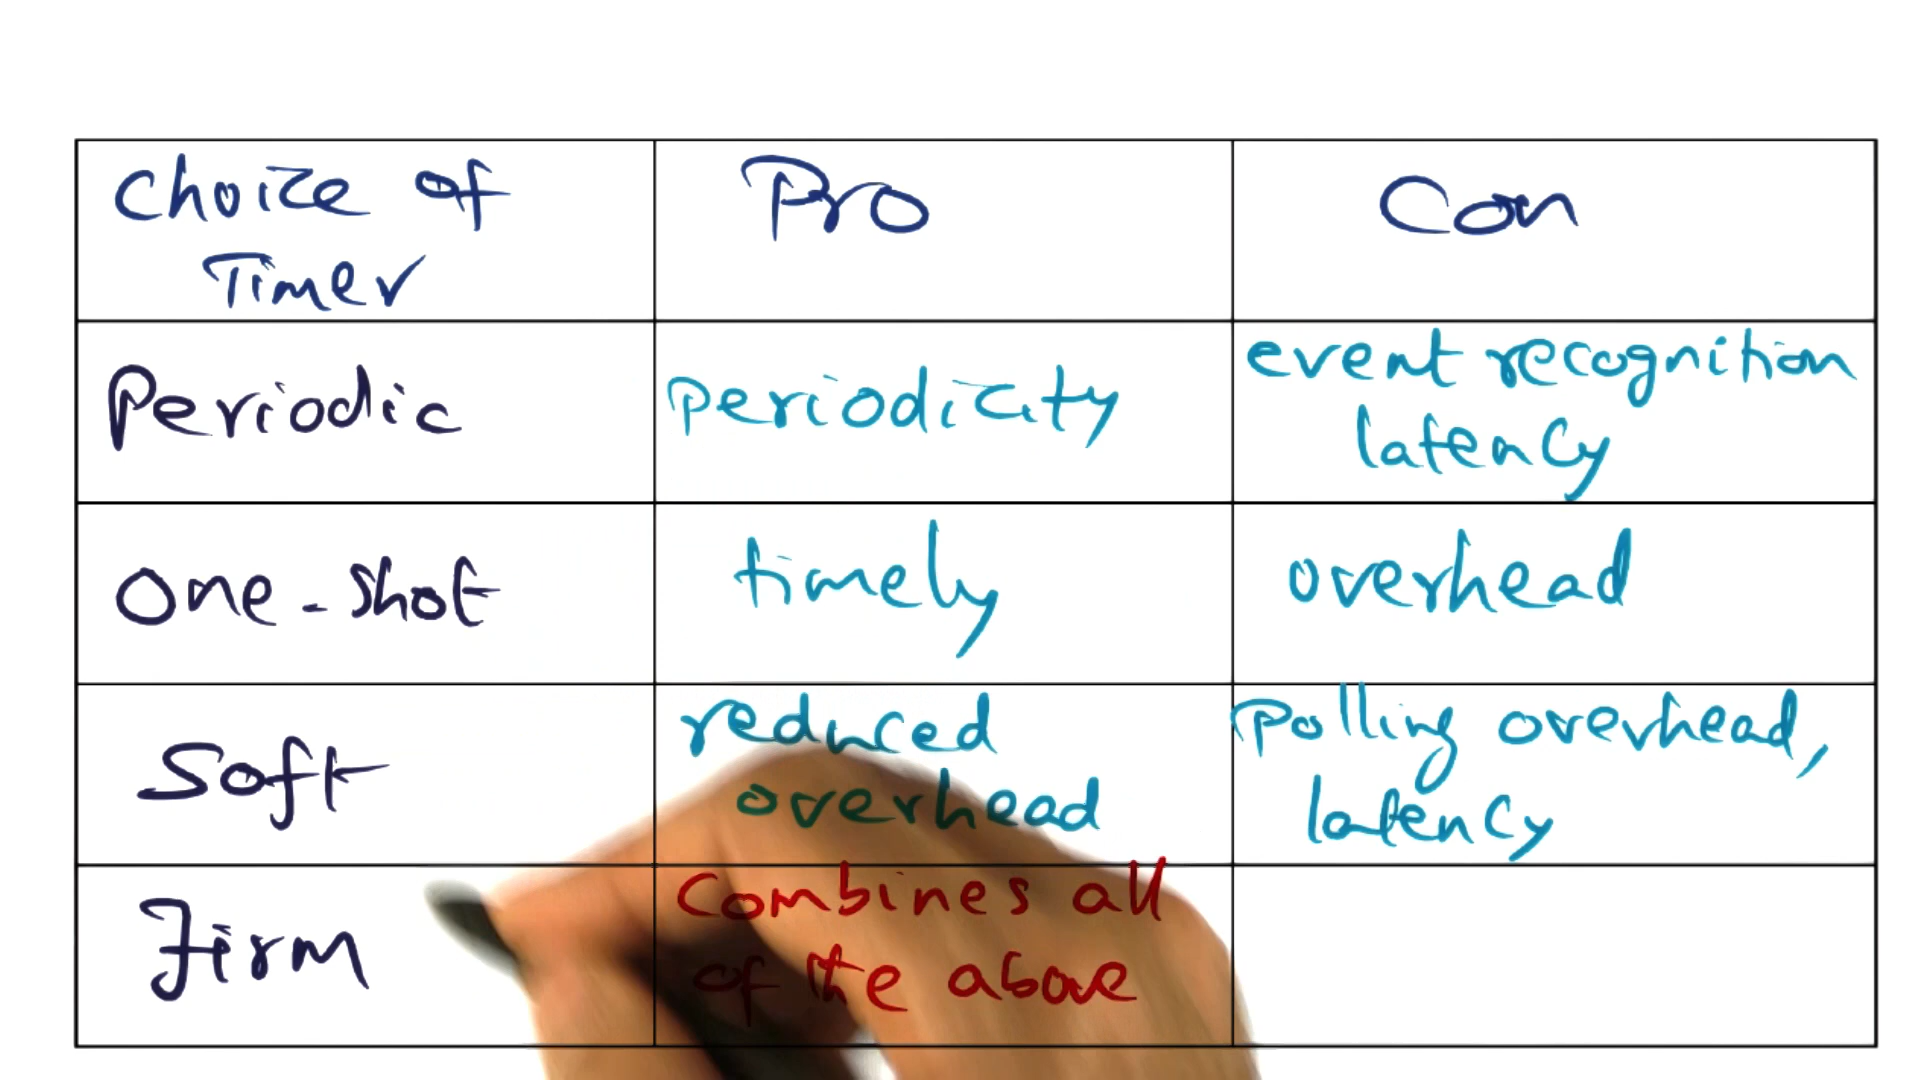 Choice of
Timer
Pro
Con
Periodic
periodicity
event recognition
latency
One-shot
timely
overhead
Soft
reduced
overhead
Polling overhead,
latency
Firm
Combines all
of the above